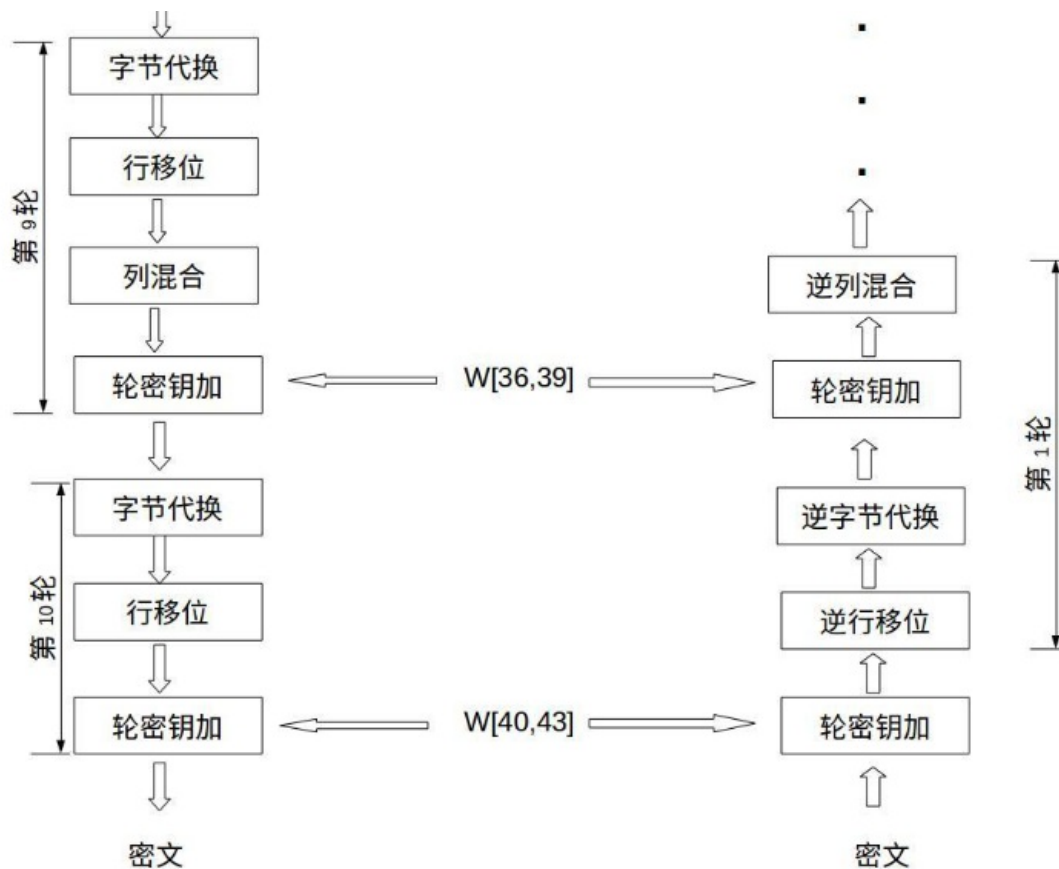 字节代换
行移位
列混合
轮密钥加
第9轮
字节代换
行移位
轮密钥加
第10轮
密文
W[36,39]
W[40,43]
逆列混合
轮密钥加
逆字节代换
逆行移位
第1轮
轮密钥加
密文